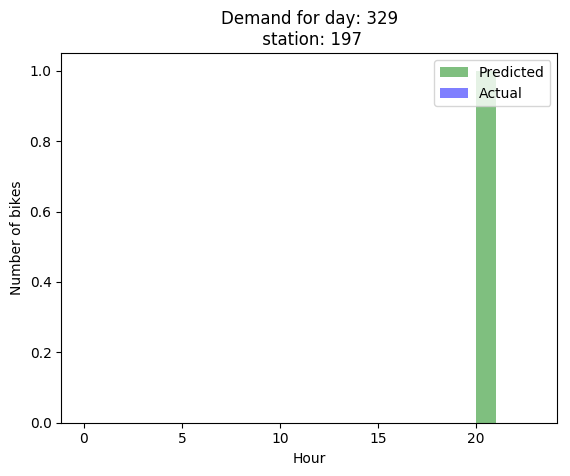 Demand for day: 329
station: 197
Predicted
Actual
Number of bikes
1.0
0.8
0.6
0.4
0.2
0.0
0 5 10 15 20
Hour